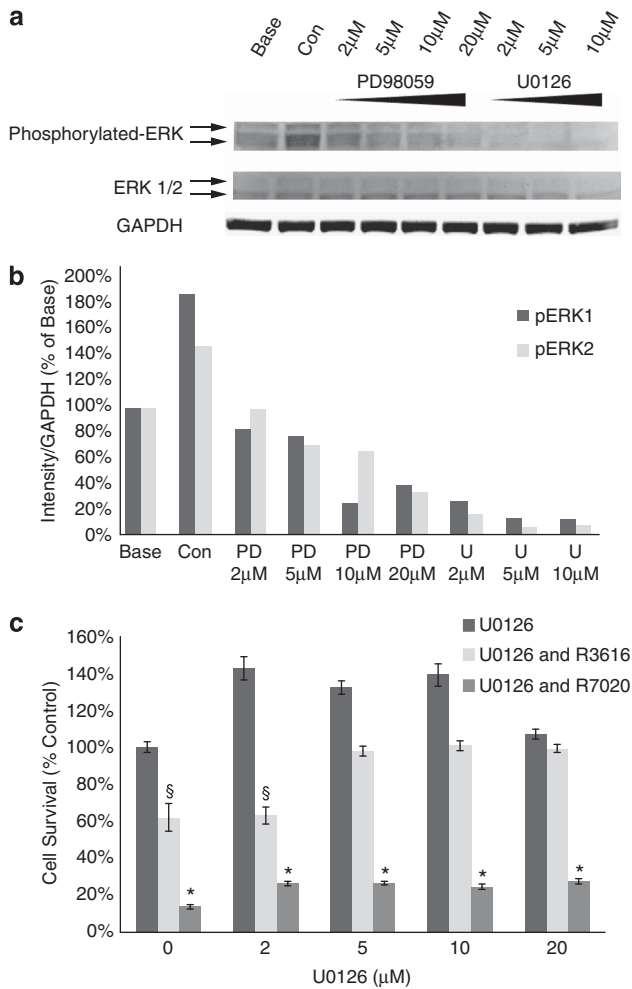 a
Base Con 2μM 5μM 10μM 20μM 2μM 5μM 10μM
PD98059 U0126
Phosphorylated-ERK
ERK 1/2
GAPDH
b
Intensity/GAPDH (% of Base)
200%
180%
160%
140%
120%
100%
80%
60%
40%
20%
0%
pERK1
pERK2
Base Con PD PD PD PD U U U
2μM 5μM 10μM 20μM 2μM 5μM 10μM
c
Cell Survival (% Control)
160%
140%
120%
100%
80%
60%
40%
20%
0%
U0126
U0126 and R3616
U0126 and R7020
§ §
* * * * *
0 2 5 10 20
U0126 (μM)